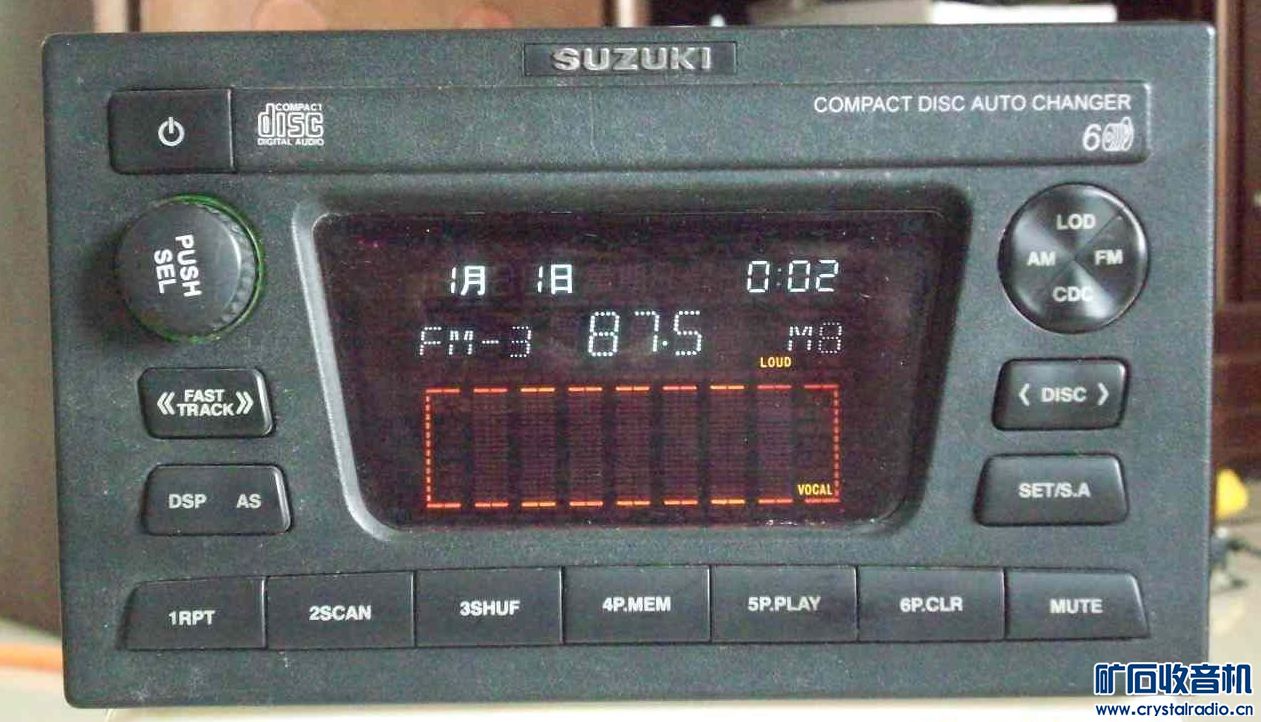 SUZUKI
COMPACT
disc
DIGITAL AUDIO
COMPACT DISC AUTO CHANGER
6
PUSH
SEL
1月 1日 0:02
FM-3 87.5 M8
LOUD
VOCAL
LOD
AM FM
CDC
《 FAST TRACK 》
〈 DISC 〉
DSP AS
SET/S.A
1RPT 2SCAN 3SHUF 4P.MEM 5P.PLAY 6P.CLR MUTE
矿石收音机
www.crystalradio.cn